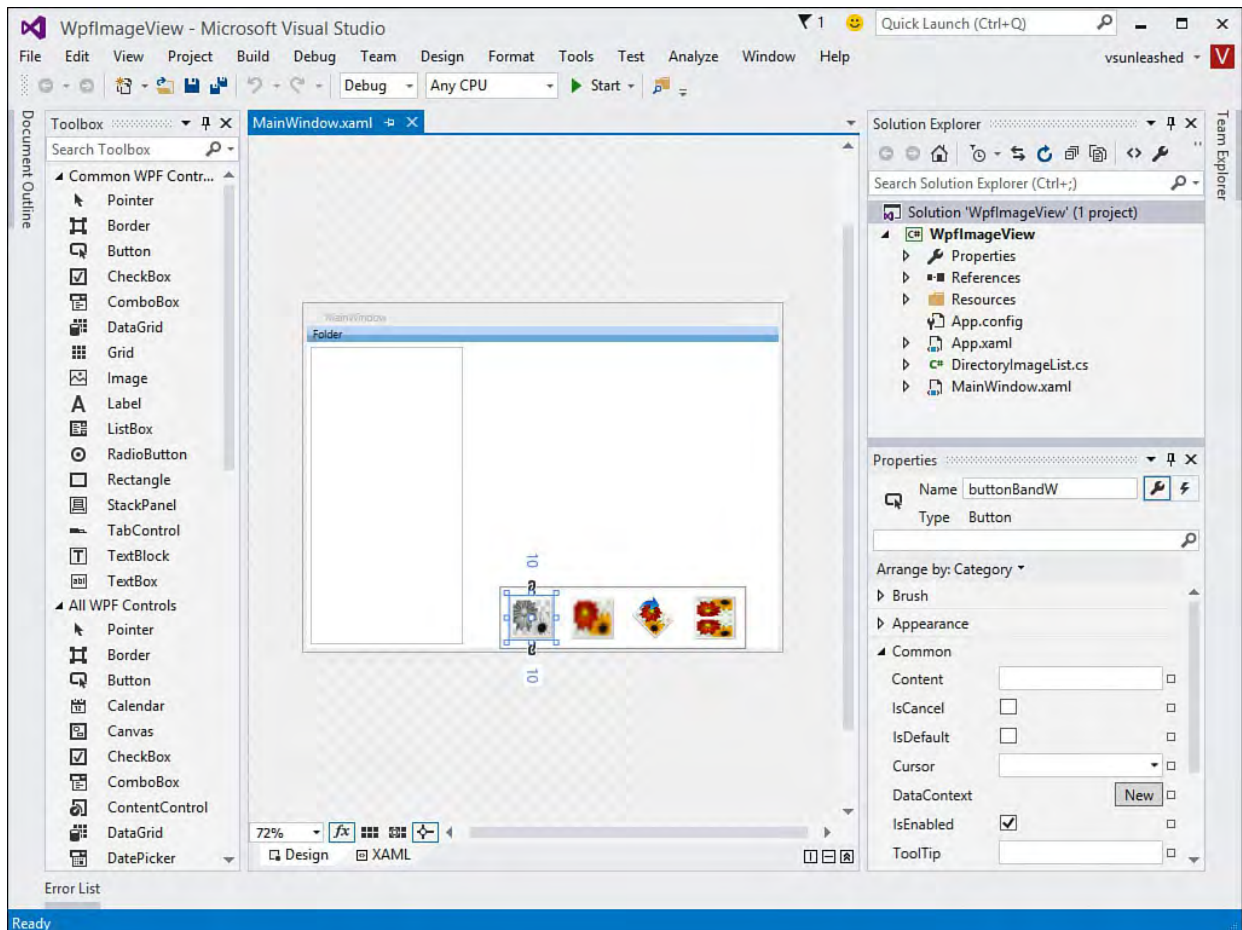 WpfImageView - Microsoft Visual Studio
1
Quick Launch (Ctrl+Q)
File Edit View Project Build Debug Team Design Format Tools Test Analyze Window Help
vsunleashed
V
Debug
Any CPU
Start
Document Outline
Toolbox
Search Toolbox
Common WPF Contr...
Pointer
Border
Button
CheckBox
ComboBox
DataGrid
Grid
Image
Label
ListBox
RadioButton
Rectangle
StackPanel
TabControl
TextBlock
TextBox
All WPF Controls
Pointer
Border
Button
Calendar
Canvas
CheckBox
ComboBox
ContentControl
DataGrid
DatePicker
MainWindow.xaml
MainWindow
Folder
10
10
72%
fx
Design
XAML
Solution Explorer
Search Solution Explorer (Ctrl+;)
Solution 'WpfImageView' (1 project)
WpfImageView
Properties
References
Resources
App.config
App.xaml
DirectoryImageList.cs
MainWindow.xaml
Properties
Name buttonBandW
Type Button
Arrange by: Category
Brush
Appearance
Common
Content
IsCancel
IsDefault
Cursor
DataContext New
IsEnabled
ToolTip
Team Explorer
Error List
Ready